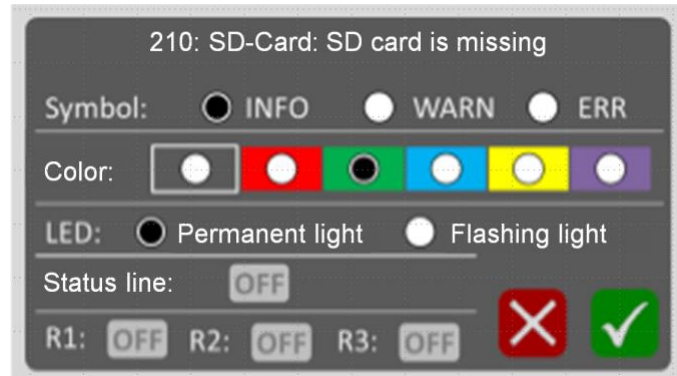 210: SD-Card: SD card is missing
Symbol: INFO WARN ERR
Color:
LED: Permanent light Flashing light
Status line: OFF
R1: OFF R2: OFF R3: OFF